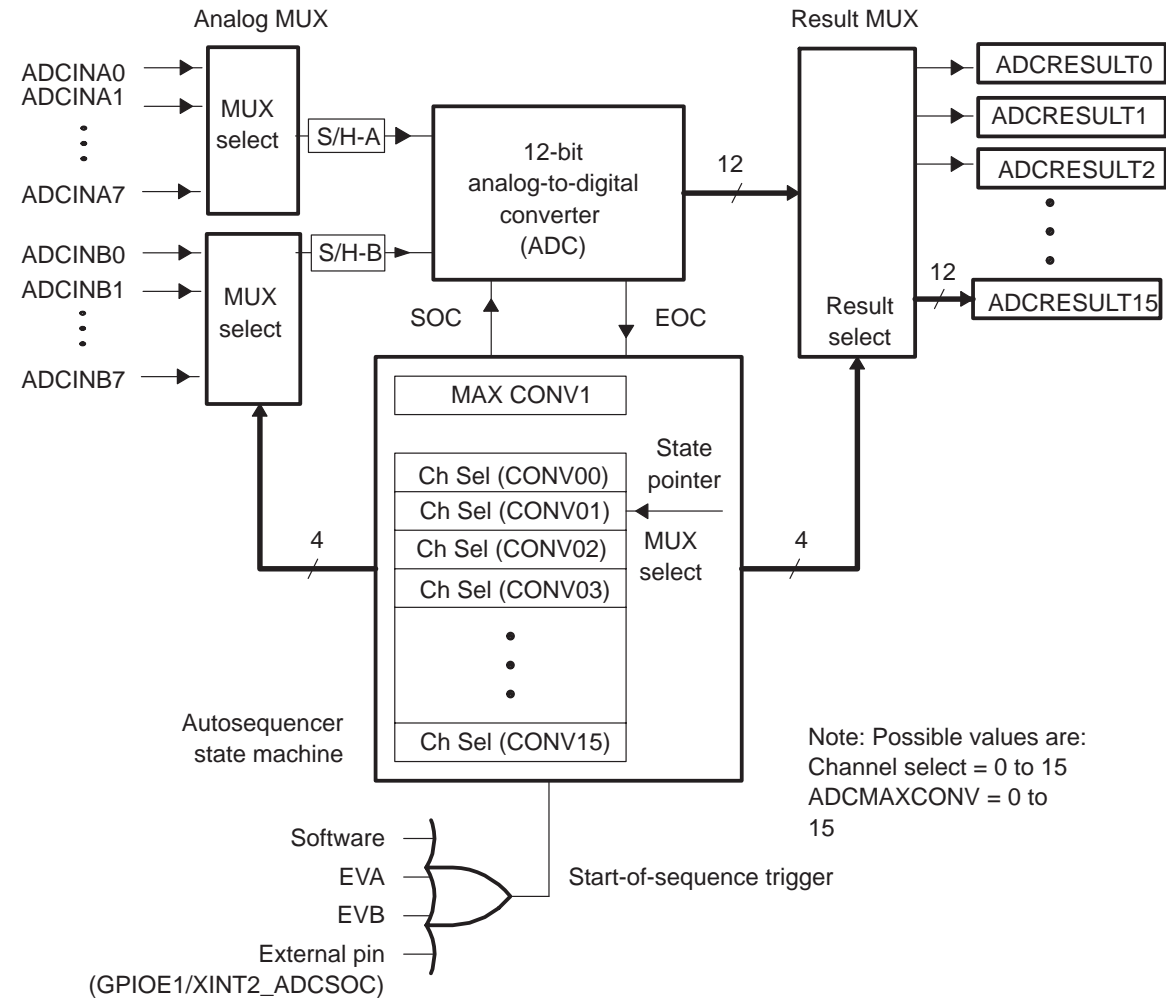 Analog MUX
Result MUX
ADCINA0
ADCINA1
ADCINA7
MUX
select
S/H-A
ADCINB0
ADCINB1
ADCINB7
MUX
select
S/H-B
12-bit
analog-to-digital
converter
(ADC)
12
Result
select
ADCRESULT0
ADCRESULT1
ADCRESULT2
12
ADCRESULT15
SOC
EOC
MAX CONV1
Ch Sel (CONV00)
Ch Sel (CONV01)
Ch Sel (CONV02)
Ch Sel (CONV03)
Ch Sel (CONV15)
State
pointer
MUX
select
4
4
Autosequencer
state machine
Note: Possible values are:
Channel select = 0 to 15
ADCMAXCONV = 0 to
15
Software
EVA
EVB
External pin
(GPIOE1/XINT2_ADCSOC)
Start-of-sequence trigger